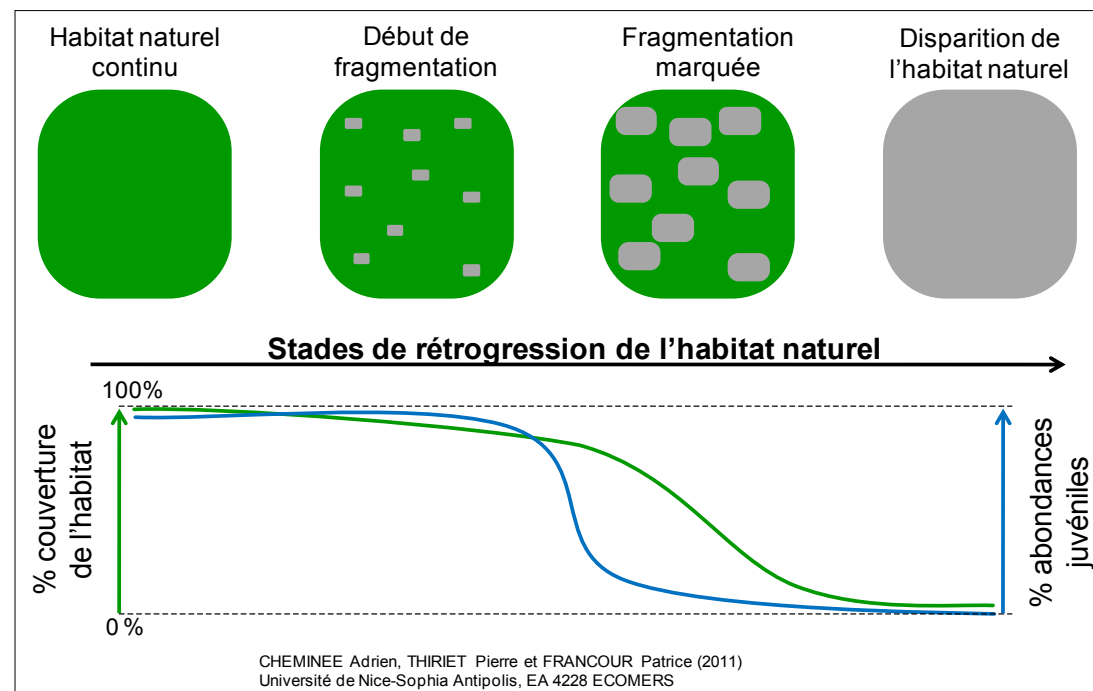 Habitat naturel
continu
Début de
fragmentation
Fragmentation
marquée
Disparition de
l'habitat naturel
Stades de rétrogression de l'habitat naturel
100%
0%
% couverture
de l'habitat
% abondances
juvéniles
CHEMINEE Adrien, THIRIET Pierre et FRANCOUR Patrice (2011)
Université de Nice-Sophia Antipolis, EA 4228 ECOMERS